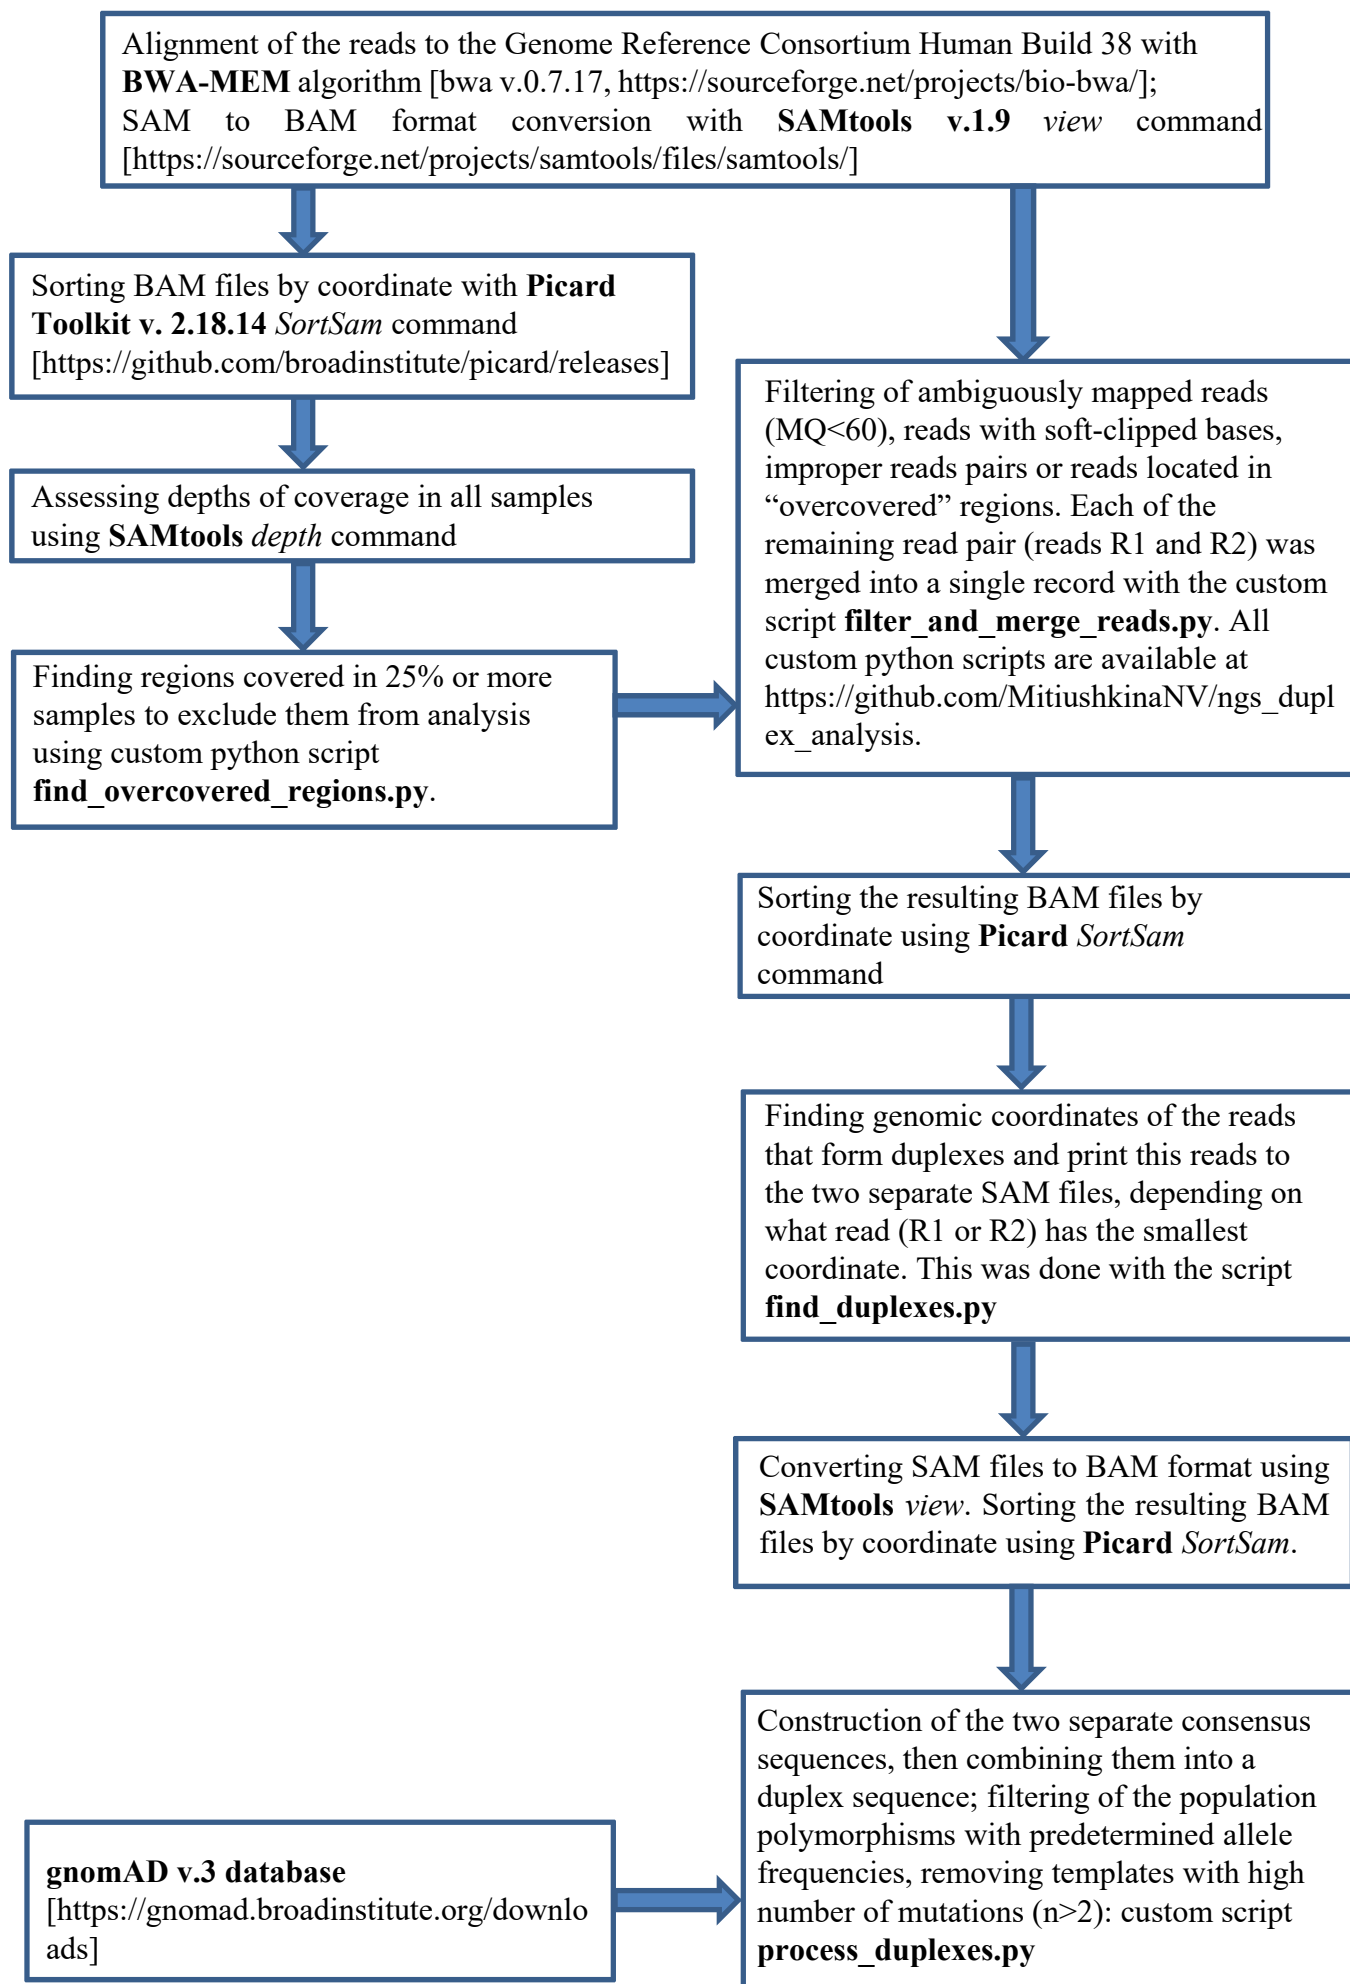 Alignment of the reads to the Genome Reference Consortium Human Build 38 with
BWA-MEM algorithm [bwa v.0.7.17, https://sourceforge.net/projects/bio-bwa/];
SAM to BAM format conversion with SAMtools v.1.9 view command
[https://sourceforge.net/projects/samtools/files/samtools/]
Sorting BAM files by coordinate with Picard
Toolkit v. 2.18.14 SortSam command
[https://github.com/broadinstitute/picard/releases]
Assessing depths of coverage in all samples
using SAMtools depth command
Finding regions covered in 25% or more
samples to exclude them from analysis
using custom python script
find_overcovered_regions.py.
Filtering of ambiguously mapped reads
(MQ<60), reads with soft-clipped bases,
improper reads pairs or reads located in
“overcovered” regions. Each of the
remaining read pair (reads R1 and R2) was
merged into a single record with the custom
script filter_and_merge_reads.py. All
custom python scripts are available at
https://github.com/MitiushkinaNV/ngs_dupl
ex_analysis.
Sorting the resulting BAM files by
coordinate using Picard SortSam
command
Finding genomic coordinates of the reads
that form duplexes and print this reads to
the two separate SAM files, depending on
what read (R1 or R2) has the smallest
coordinate. This was done with the script
find_duplexes.py
Converting SAM files to BAM format using
SAMtools view. Sorting the resulting BAM
files by coordinate using Picard SortSam.
Construction of the two separate consensus
sequences, then combining them into a
duplex sequence; filtering of the population
polymorphisms with predetermined allele
frequencies, removing templates with high
number of mutations (n>2): custom script
process_duplexes.py
gnomAD v.3 database
[https://gnomad.broadinstitute.org/downlo
ads]